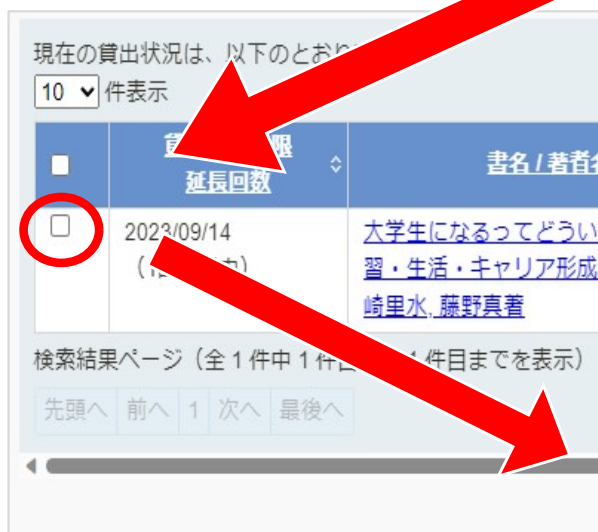 現在の貸出状況は、以下のとおり
10 件表示
限
延長回数
書名 / 著者名
2023/09/14
大学生になるってどうい
習・生活・キャリア形成
崎里水, 藤野真著
検索結果ページ（全 1 件中 1 件目 1 件目までを表示）
先頭へ 前へ 1 次へ 最後へ